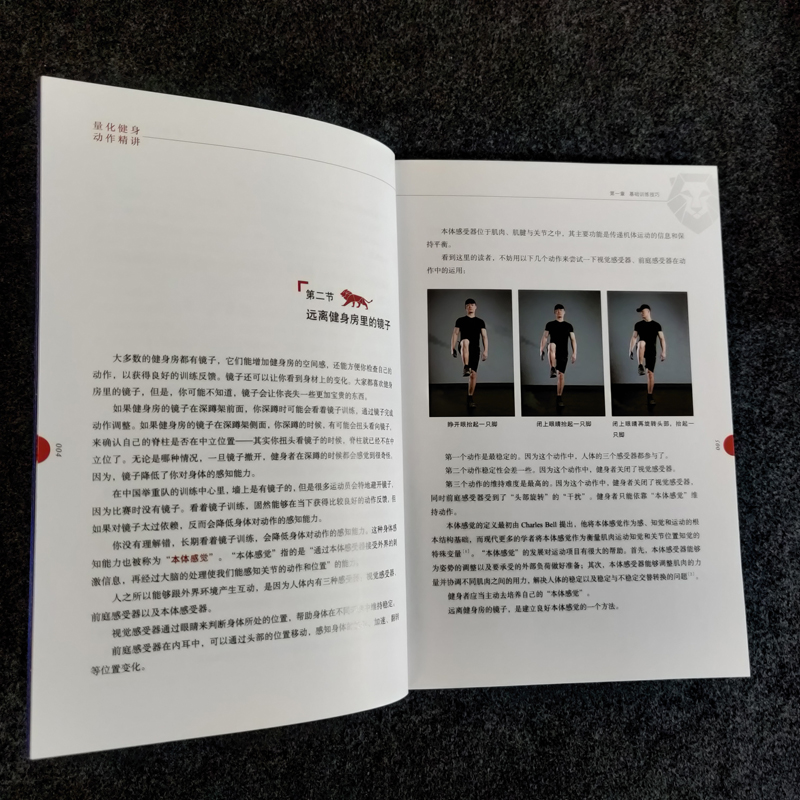 量化健身
动作精讲
第二节
远离健身房里的镜子
大多数的健身房都有镜子，它们能增加健身房的空间感，还能方便你检查自己的
动作，以获得良好的训练反馈。镜子还可以让你看到身材上的变化。大家都喜欢健身
房里的镜子，但是，你可能不知道，镜子会让你丧失一些更加宝贵的东西。
如果健身房的镜子在深蹲架前面，你深蹲时可能会看着镜子训练，通过镜子完成
动作调整。如果健身房的镜子在深蹲架侧面，你深蹲的时候，有可能会扭头看向镜子，
来确认自己的脊柱是否在中立位置——其实你扭头看镜子的时候，脊柱就已经不在中
立位了。无论是哪种情况，一旦镜子撤开，健身者在深蹲的时候都会感觉到很奇怪，
因为，镜子降低了你对身体的感知能力。
在中国举重队的训练中心里，墙上是有镜子的，但是很多运动员会特地避开镜子，
因为比赛时没有镜子。看着镜子训练，固然能够在当下获得比较良好的动作反馈，但
如果对镜子太过依赖，反而会降低身体对动作的感知能力。
你没有理解错，长期看着镜子训练，会降低身体对动作的感知能力。这种身体感
知能力也被称为“本体感觉”。“本体感觉”指的是“通过本体感受器接受外界的刺
激信息，再经过大脑的处理使我们能感知关节的动作和位置”的能力。
人之所以能够跟外界环境产生互动，是因为人体内有三种感受器：视觉感受器、
前庭感受器以及本体感受器。
视觉感受器通过眼睛来判断身体所处的位置，帮助身体在不同 维持稳定。
前庭感受器在内耳中，可以通过头部的位置移动，感知身体 加速、翻转
等位置变化。
004
第一章 基础训练技巧
本体感受器位于肌肉、肌腱与关节之中，其主要功能是传递机体运动的信息和保
持平衡。
看到这里的读者，不妨用以下几个动作来尝试一下视觉感受器、前庭感受器在动
作中的运用：
睁开眼抬起一只脚
闭上眼睛抬起一只脚
闭上眼睛再旋转头部、抬起一
只脚
第一个动作是最稳定的，因为这个动作中，人体的三个感受器都参与了。
第二个动作稳定性会差一些，因为这个动作中，健身者关闭了视觉感受器。
第三个动作的维持难度是最高的。因为这个动作中，健身者关闭了视觉感受器，
同时前庭感受器受到了“头部旋转”的“干扰”。健身者只能依靠“本体感觉”维
持动作。
本体感觉的定义最初由 Charles Bell 提出，他将本体感觉作为感、知觉和运动的根
本结构基础，而现代更多的学者将本体感觉作为衡量肌肉运动知觉和关节位置知觉的
特殊变量。“本体感觉”的发展对运动项目有很大的帮助。首先，本体感觉能够
为姿势的调整以及要承受的外部负荷做好准备；其次，本体感觉能够调整肌肉的力
量并协调不同肌肉之间的用力，解决人体的稳定以及稳定与不稳定交替转换的问题。
健身者应当主动去培养自己的“本体感觉”。
远离健身房的镜子，是建立良好本体感觉的一个方法。